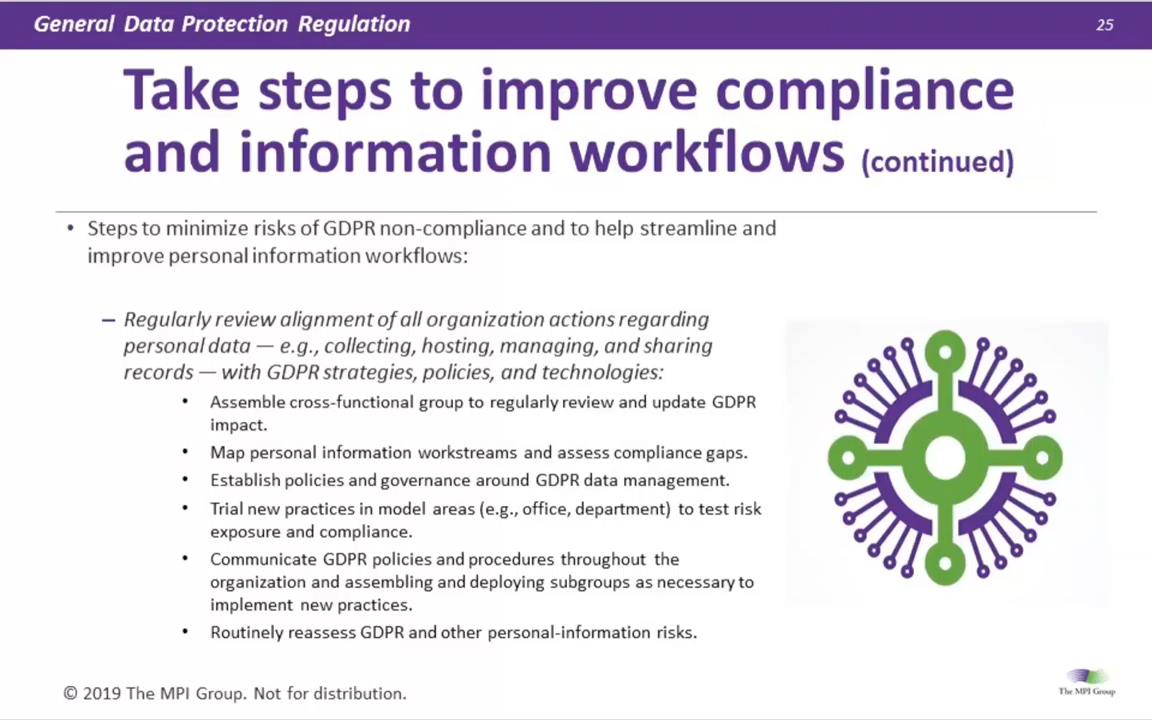 General Data Protection Regulation
25
Take steps to improve compliance
and information workflows (continued)
• Steps to minimize risks of GDPR non-compliance and to help streamline and
improve personal information workflows:
– Regularly review alignment of all organization actions regarding
personal data — e.g., collecting, hosting, managing, and sharing
records — with GDPR strategies, policies, and technologies:
• Assemble cross-functional group to regularly review and update GDPR
impact.
• Map personal information workstreams and assess compliance gaps.
• Establish policies and governance around GDPR data management.
• Trial new practices in model areas (e.g., office, department) to test risk
exposure and compliance.
• Communicate GDPR policies and procedures throughout the
organization and assembling and deploying subgroups as necessary to
implement new practices.
• Routinely reassess GDPR and other personal-information risks.
© 2019 The MPI Group. Not for distribution.
The MPI Group